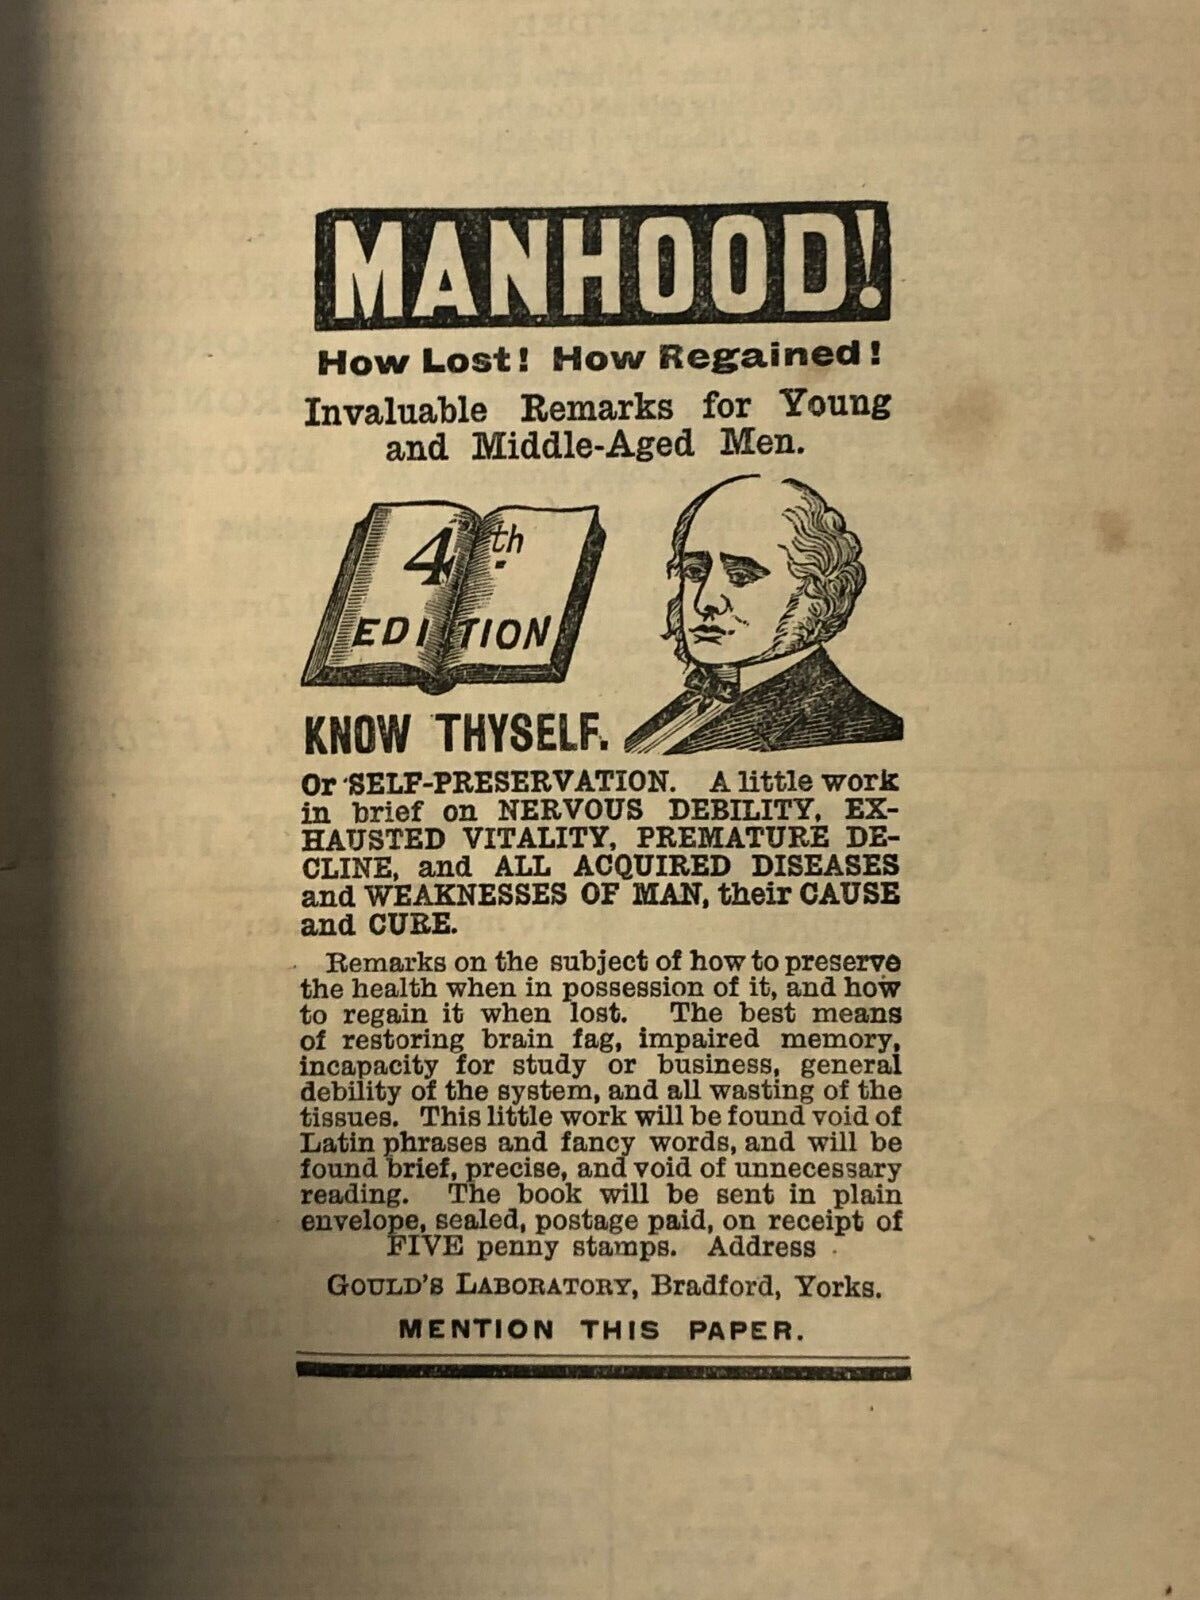 MANHOOD!
How Lost! How Regained!
Invaluable Remarks for Young
and Middle-Aged Men.
4th.
EDITION
KNOW THYSELF.
Or SELF-PRESERVATION. A little work
in brief on NERVOUS DEBILITY, EX-
HAUSTED VITALITY, PREMATURE DE-
CLINE, and ALL ACQUIRED DISEASES
and WEAKNESSES OF MAN, their CAUSE
and CURE.
Remarks on the subject of how to preserve
the health when in possession of it, and how
to regain it when lost. The best means
of restoring brain fag, impaired memory,
incapacity for study or business, general
debility of the system, and all wasting of the
tissues. This little work will be found void of
Latin phrases and fancy words, and will be
found brief, precise, and void of unnecessary
reading. The book will be sent in plain
envelope, sealed, postage paid, on receipt of
FIVE penny stamps. Address
GOULD'S LABORATORY, Bradford, Yorks.
MENTION THIS PAPER.